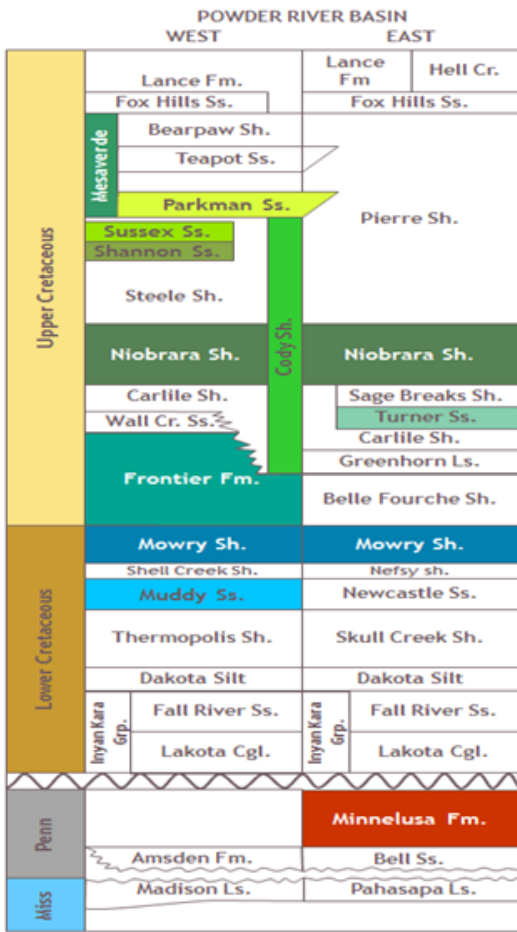 POWDER RIVER BASIN
WEST EAST
Lance Fm. Lance
Fm Hell Cr.
Fox Hills Ss. Fox Hills Ss.
Upper Cretaceous
Mesaverde
Bearpaw Sh.
Teapot Ss.
Parkman Ss.
Pierre Sh.
Sussex Ss.
Shannon Ss.
Steele Sh.
Cody Sh.
Niobrara Sh. Niobrara Sh.
Carlile Sh. Sage Breaks Sh.
Wall Cr. Ss. Turner Ss.
Carlile Sh.
Greenhorn Ls.
Frontier Fm.
Belle Fourche Sh.
Lower Cretaceous
Mowry Sh. Mowry Sh.
Shell Creek Sh. Nefsy sh.
Muddy Ss. Newcastle Ss.
Thermopolis Sh. Skull Creek Sh.
Dakota Silt Dakota Silt
Inyan Kara
Grp.
Fall River Ss.
Lakota Cgl.
Inyan Kara
Grp.
Fall River Ss.
Lakota Cgl.
Penn
Minnelusa Fm.
Amsden Fm. Bell Ss.
Miss
Madison Ls. Pahasapa Ls.